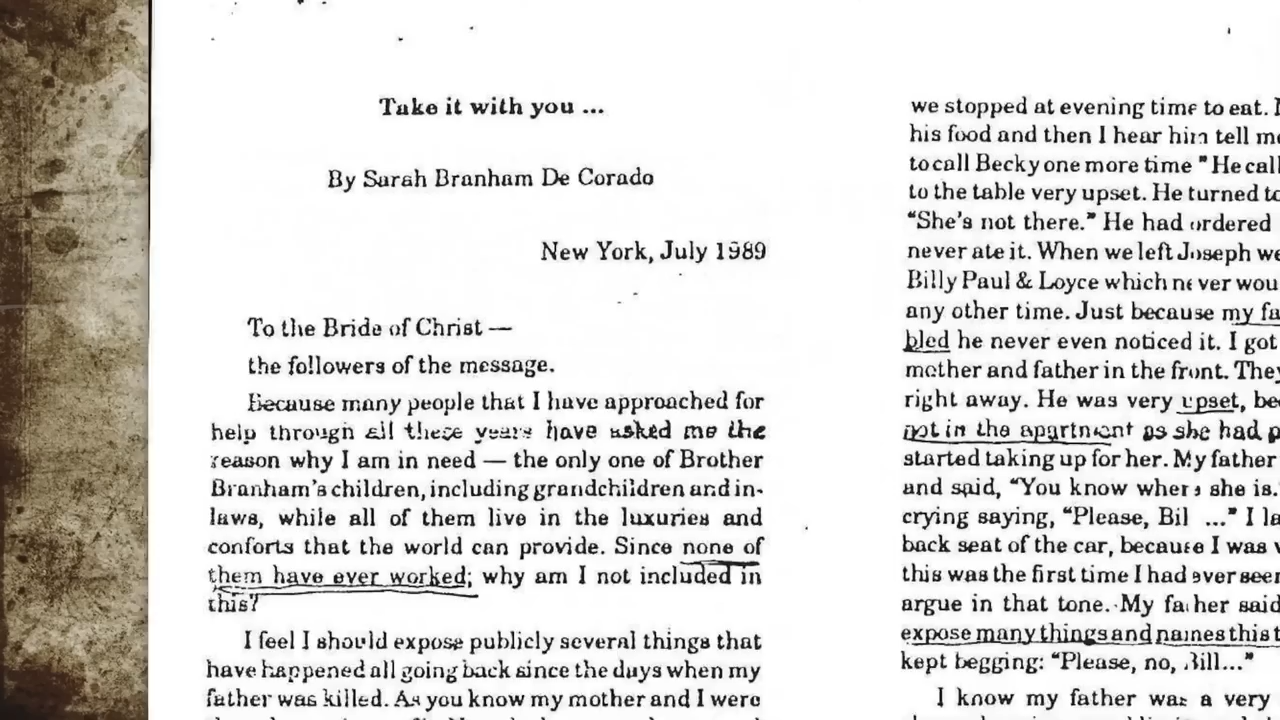 Take it with you ...
By Sarah Branham De Corado
New York, July 1989
To the Bride of Christ —
the followers of the message.
Because many people that I have approached for
help through all these years have asked me the
reason why I am in need — the only one of Brother
Branham's children, including grandchildren and in-
laws, while all of them live in the luxuries and
conforts that the world can provide. Since none of
them have ever worked; why am I not included in
this?
I feel I should expose publicly several things that
have happened all going back since the days when my
father was killed. As you know my mother and I were
we stopped at evening time to eat.
his food and then I hear him tell
to call Becky one more time " He call
to the table very upset. He turned
"She's not there." He had ordered
never ate it. When we left Joseph
Billy Paul & Loyce which never
any other time. Just because my
bled he never even noticed it. I got
mother and father in the front.
right away. He was very upset,
not in the apartment as she had
started taking up for her. My father
and said, "You know where she is.
crying saying, "Please, Bil ..." I
back seat of the car, because I was
this was the first time I had ever
argue in that tone. My father said
expose many things and names this
kept begging: "Please, no, Bill..."
I know my father was a very